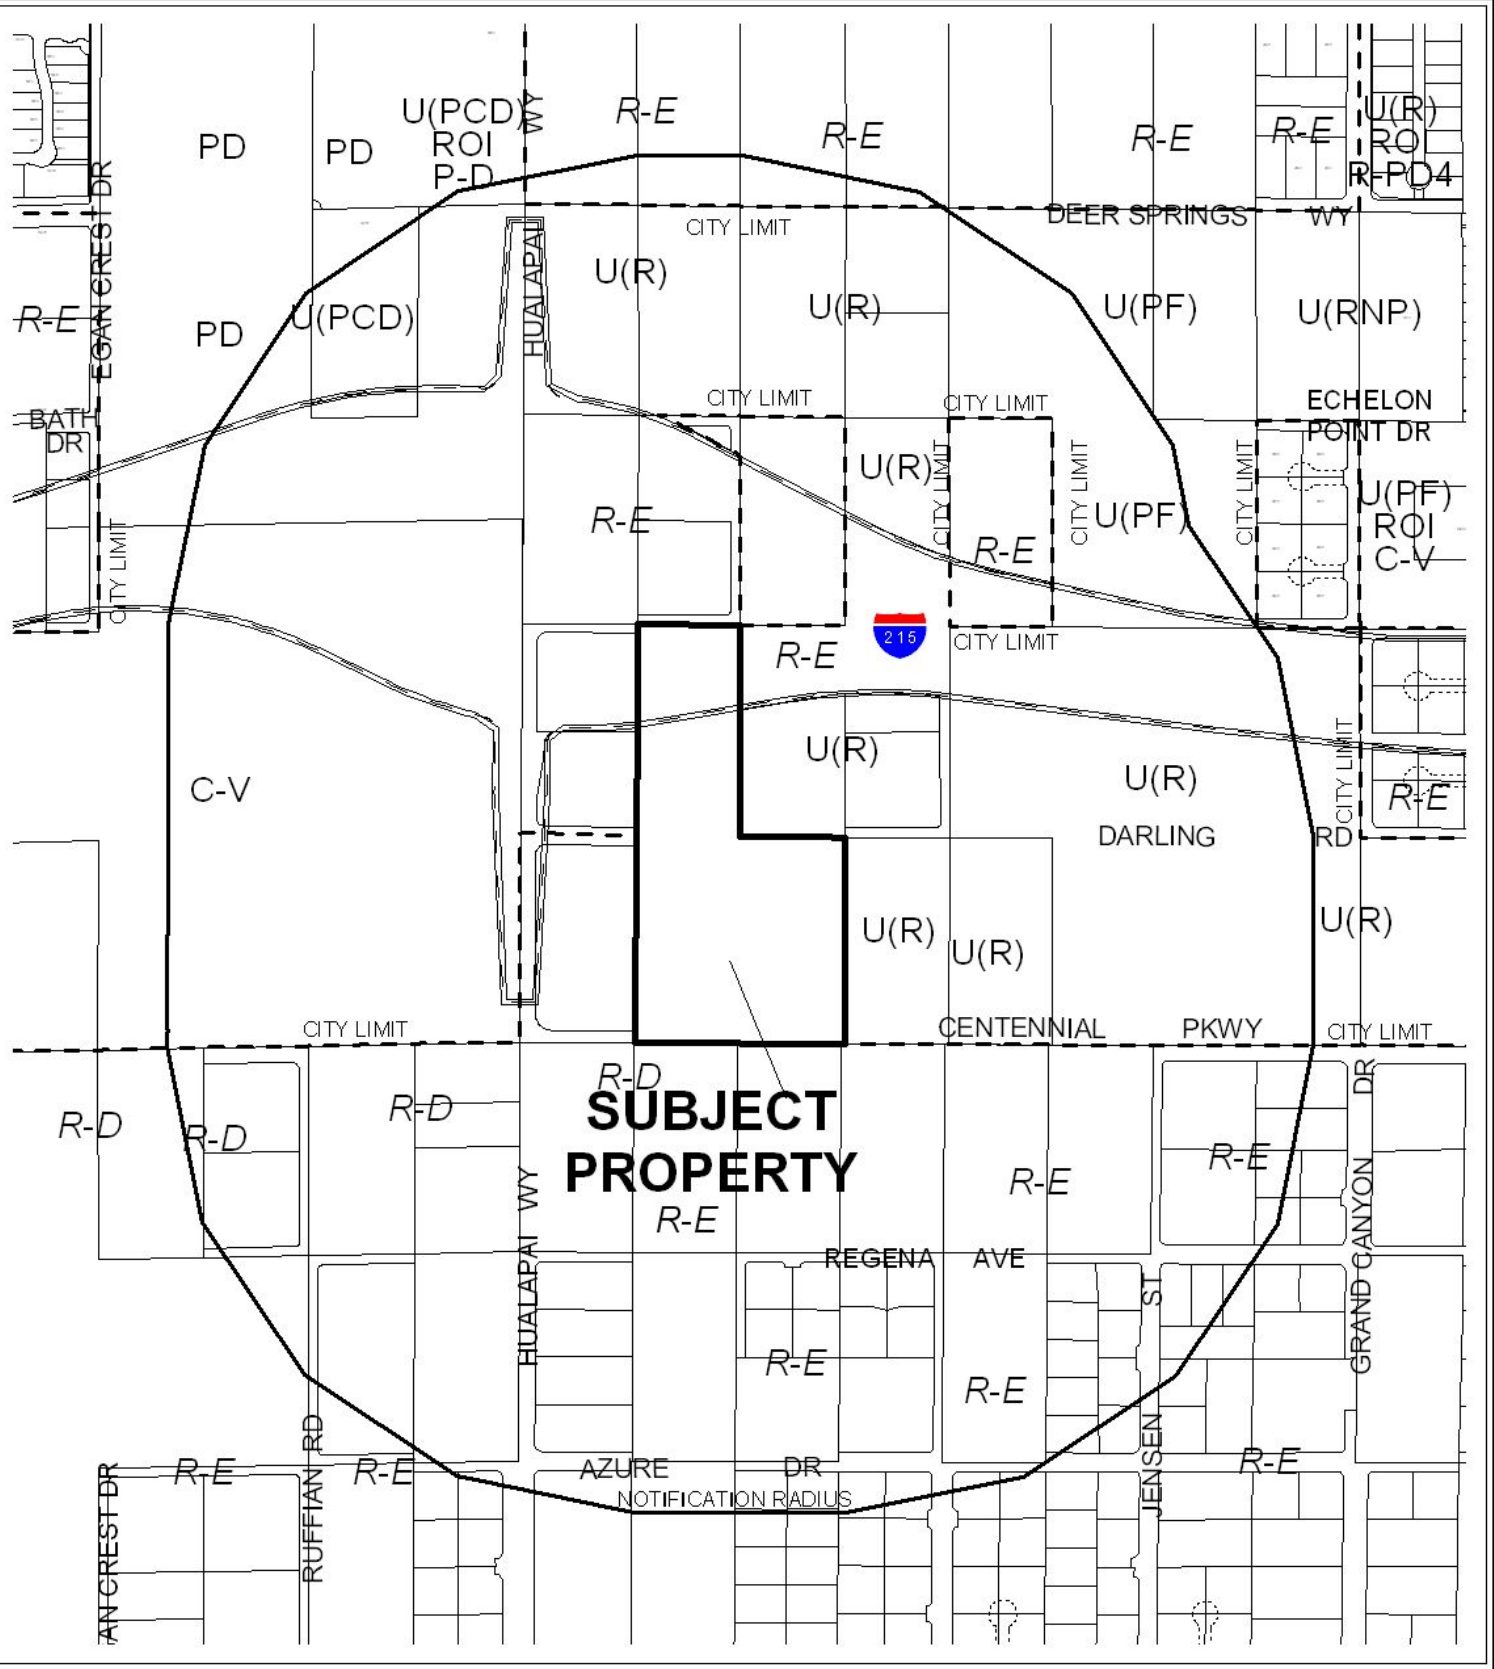 U(PCD)
ROI
P-D
WY
R-E
R-E
R-E
R-E
U(R)
ROI
R-PD4
PD
PD
EGAN CREST DR
DEER SPRINGS WY
CITY LIMIT
HUALAPAI
U(R)
U(R)
U(PF)
U(RNP)
R-E
PD
U(PCD)
CITY LIMIT
CITY LIMIT
ECHELON
POINT DR
BATH
DR
U(R)
CITY LIMIT
CITY LIMIT
CITY LIMIT
U(PF)
U(PF)
ROI
C-V
R-E
R-E
CITY LIMIT
215
CITY LIMIT
R-E
U(R)
U(R)
CITY LIMIT
R-E
C-V
DARLING RD
U(R)
U(R)
U(R)
CITY LIMIT
CENTENNIAL PKWY
CITY LIMIT
R-D
R-D
R-D
R-D
SUBJECT
PROPERTY
R-E
R-E
R-E
GRAND CANYON DR
HUALAPAI WY
REGENA AVE
JENSEN ST
R-E
R-E
RUFFIAN RD
R-E
R-E
R-E
AZURE DR
NOTIFICATION RADIUS
AN CREST DR